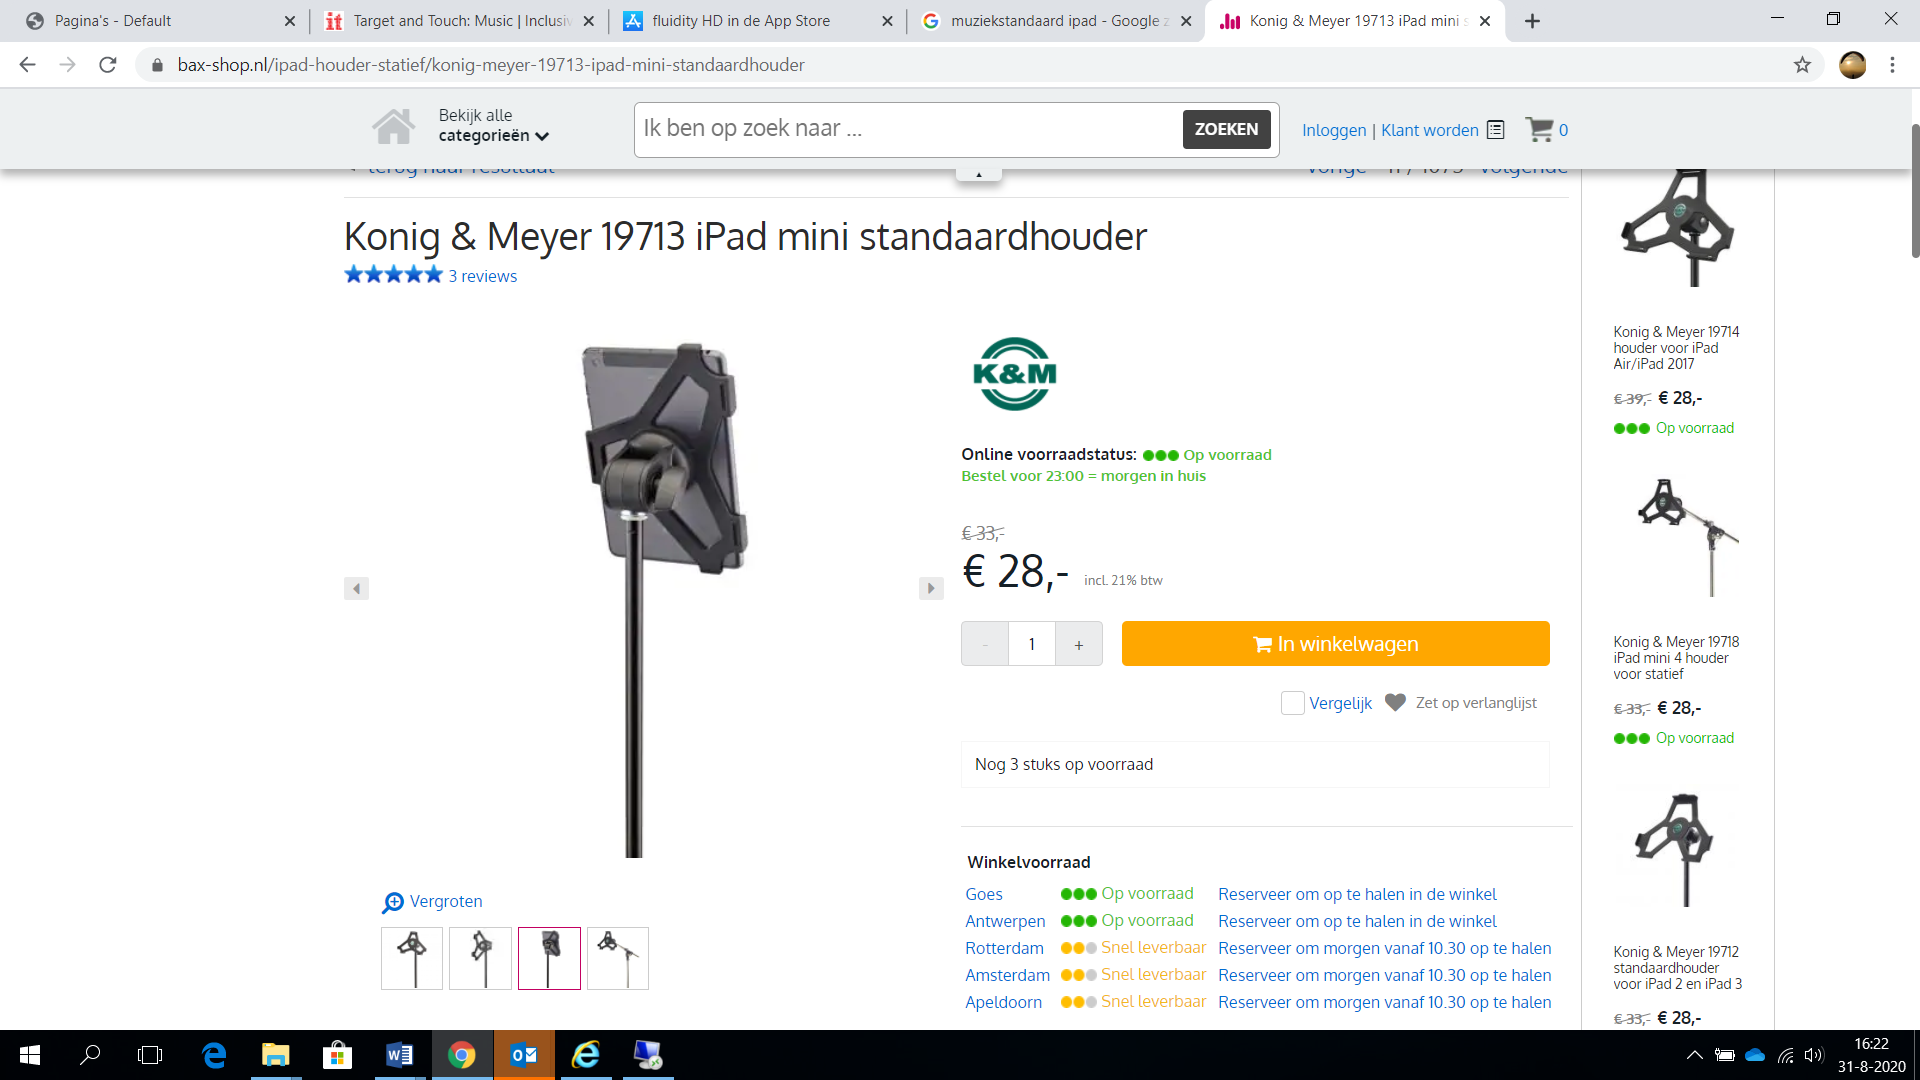 Pagina's - Default
Target and Touch: Music | Inclusiv
fluidity HD in de App Store
muziekstandaard ipad - Google z
Konig & Meyer 19713 iPad mini s
bax-shop.nl/ipad-houder-statief/konig-meyer-19713-ipad-mini-standaardhouder
Bekijk alle
categorieën
Ik ben op zoek naar ...
ZOEKEN
Inloggen | Klant worden
0
terug naar resultaat
Vorige
11 / 1075
Volgende
Konig & Meyer 19713 iPad mini standaardhouder
3 reviews
K&M
Online voorraadstatus: Op voorraad
Bestel voor 23:00 = morgen in huis
€ 33,-
€ 28,- incl. 21% btw
- 1 +
In winkelwagen
Vergelijk
Zet op verlanglijst
Nog 3 stuks op voorraad
Winkelvoorraad
Goes Op voorraad Reserveer om op te halen in de winkel
Antwerpen Op voorraad Reserveer om op te halen in de winkel
Rotterdam Snel leverbaar Reserveer om morgen vanaf 10.30 op te halen
Amsterdam Snel leverbaar Reserveer om morgen vanaf 10.30 op te halen
Apeldoorn Snel leverbaar Reserveer om morgen vanaf 10.30 op te halen
Vergroten
Konig & Meyer 19714
houder voor iPad
Air/iPad 2017
€ 39,- € 28,-
Op voorraad
Konig & Meyer 19718
iPad mini 4 houder
voor statief
€ 33,- € 28,-
Op voorraad
Konig & Meyer 19712
standaardhouder
voor iPad 2 en iPad 3
€ 33,- € 28,-
16:22
31-8-2020